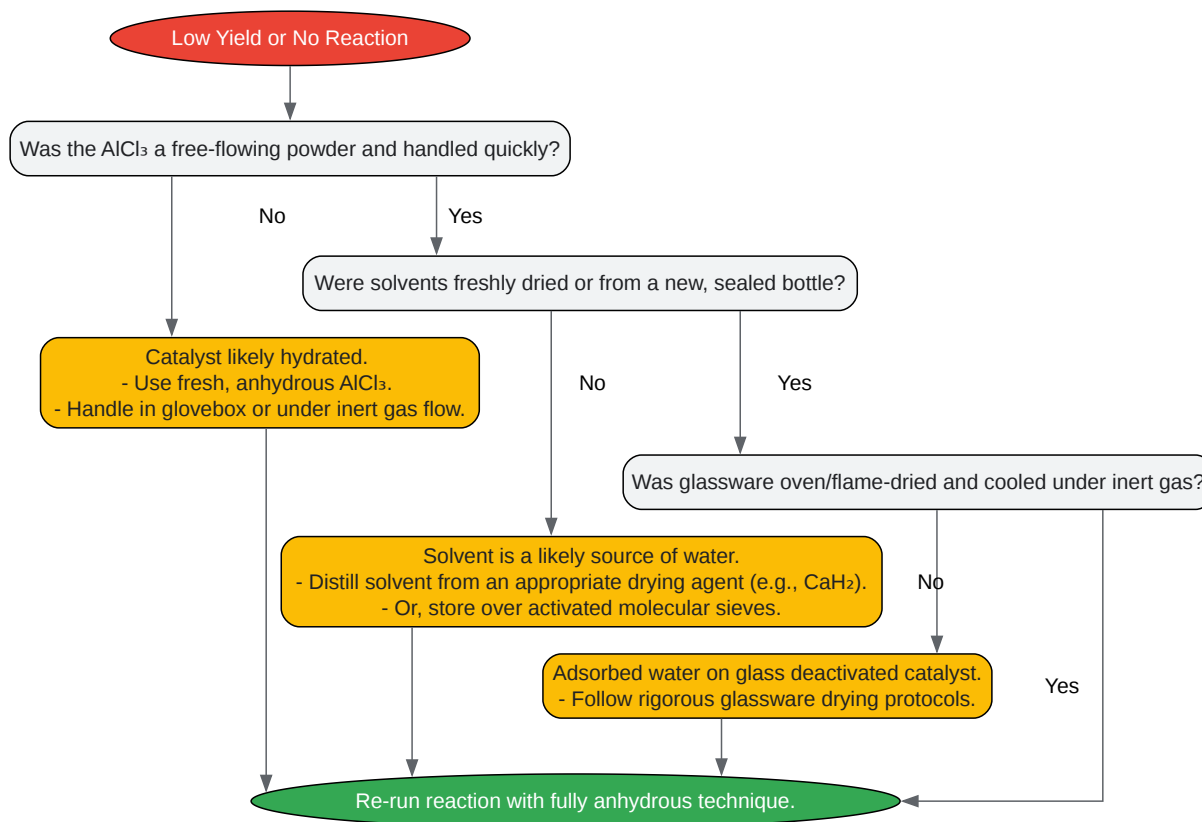 Low Yield or No Reaction
Was the AlCl₃ a free-flowing powder and handled quickly?
No
Yes
Were solvents freshly dried or from a new, sealed bottle?
Catalyst likely hydrated.
- Use fresh, anhydrous AlCl₃.
- Handle in glovebox or under inert gas flow.
No
Yes
Was glassware oven/flame-dried and cooled under inert gas?
Solvent is a likely source of water.
- Distill solvent from an appropriate drying agent (e.g., CaH₂).
- Or, store over activated molecular sieves.
No
Adsorbed water on glass deactivated catalyst.
- Follow rigorous glassware drying protocols.
Yes
Re-run reaction with fully anhydrous technique.